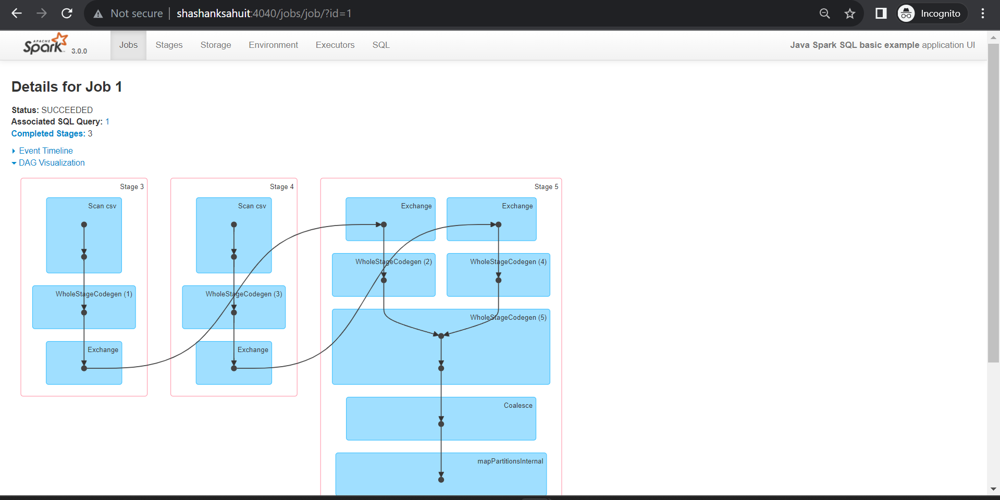 Not secure shashanksahuit:4040/jobs/job/?id=1 Incognito
APACHE Spark 3.0.0 Jobs Stages Storage Environment Executors SQL Java Spark SQL basic example application UI
Details for Job 1
Status: SUCCEEDED
Associated SQL Query: 1
Completed Stages: 3
Event Timeline
DAG Visualization
Stage 3
Scan csv
WholeStageCodegen (1)
Exchange
Stage 4
Scan csv
WholeStageCodegen (3)
Exchange
Stage 5
Exchange Exchange
WholeStageCodegen (2) WholeStageCodegen (4)
WholeStageCodegen (5)
Coalesce
mapPartitionsInternal